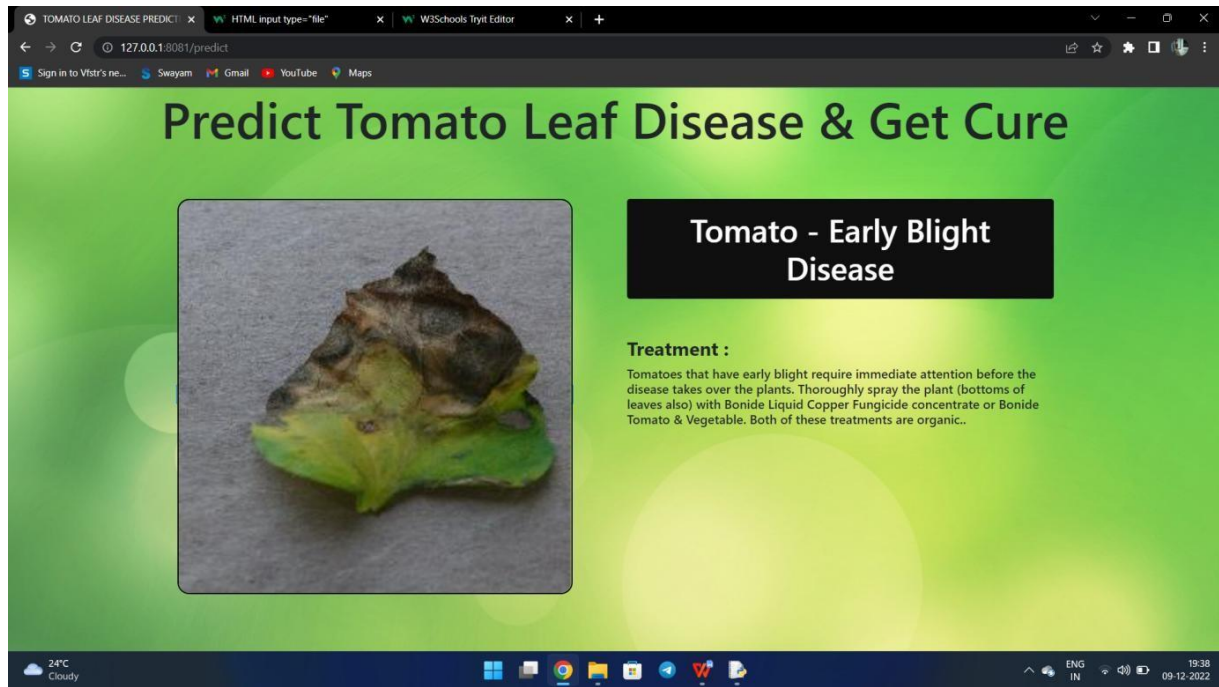 TOMATO LEAF DISEASE PREDICTI
HTML input type="file"
W3Schools Tryit Editor
127.0.0.1:8081/predict
Sign in to Vfstr's ne...
Swayam
Gmail
YouTube
Maps
Predict Tomato Leaf Disease & Get Cure
Tomato - Early Blight
Disease
Treatment :
Tomatoes that have early blight require immediate attention before the
disease takes over the plants. Thoroughly spray the plant (bottoms of
leaves also) with Bonide Liquid Copper Fungicide concentrate or Bonide
Tomato & Vegetable. Both of these treatments are organic..
24°C
Cloudy
ENG
IN
19:38
09-12-2022